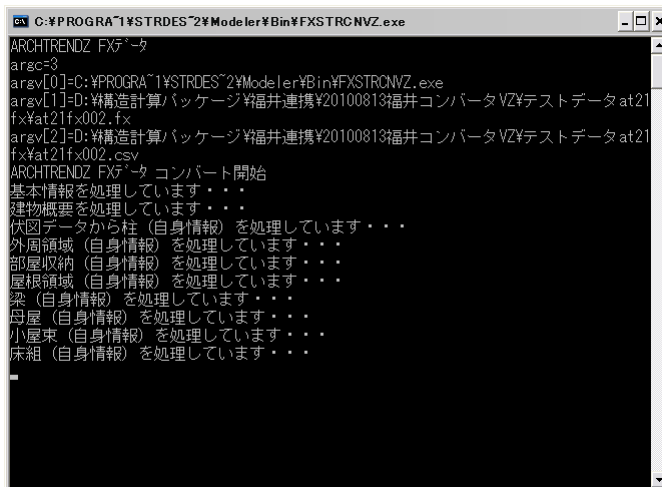 C:¥PROGRA~1¥STRDES~2¥Modeler¥Bin¥FXSTRCNVZ.exe
ARCHTRENDZ FXﾃﾞｰﾀ
argc=3
argv[0]=C:¥PROGRA~1¥STRDES~2¥Modeler¥Bin¥FXSTRCNVZ.exe
argv[1]=D:¥構造計算パッケージ¥福井連携¥20100813福井コンバータVZ¥テストデータat21
fx¥at21fx002.fx
argv[2]=D:¥構造計算パッケージ¥福井連携¥20100813福井コンバータVZ¥テストデータat21
fx¥at21fx002.csv
ARCHTRENDZ FXﾃﾞｰﾀ コンバート開始
基本情報を処理しています・・・
建物概要を処理しています・・・
伏図データから柱（自身情報）を処理しています・・・
外周領域（自身情報）を処理しています・・・
部屋収納（自身情報）を処理しています・・・
屋根領域（自身情報）を処理しています・・・
梁（自身情報）を処理しています・・・
母屋（自身情報）を処理しています・・・
小屋束（自身情報）を処理しています・・・
床組（自身情報）を処理しています・・・